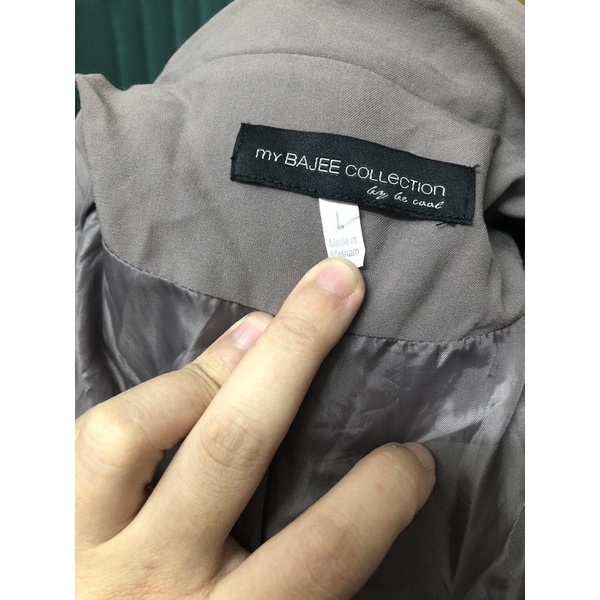 my BAJEE COLLecTION
by be cool
L
Made in
Vietnam